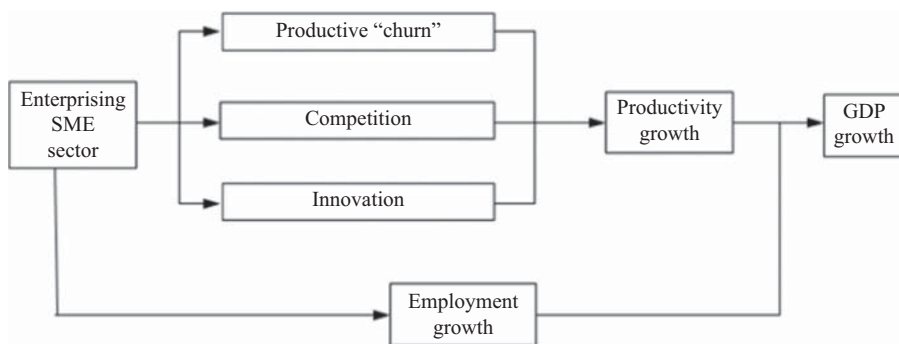 Productive “churn”
Enterprising
SME
sector
Competition
Productivity
growth
GDP
growth
Innovation
Employment
growth